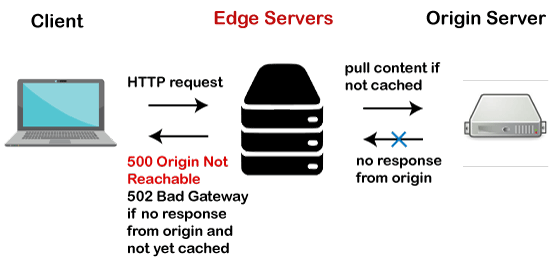 Client
Edge Servers
Origin Server
HTTP request
pull content if
not cached
500 Origin Not
Reachable
502 Bad Gateway
if no response
from origin and
not yet cached
no response
from origin